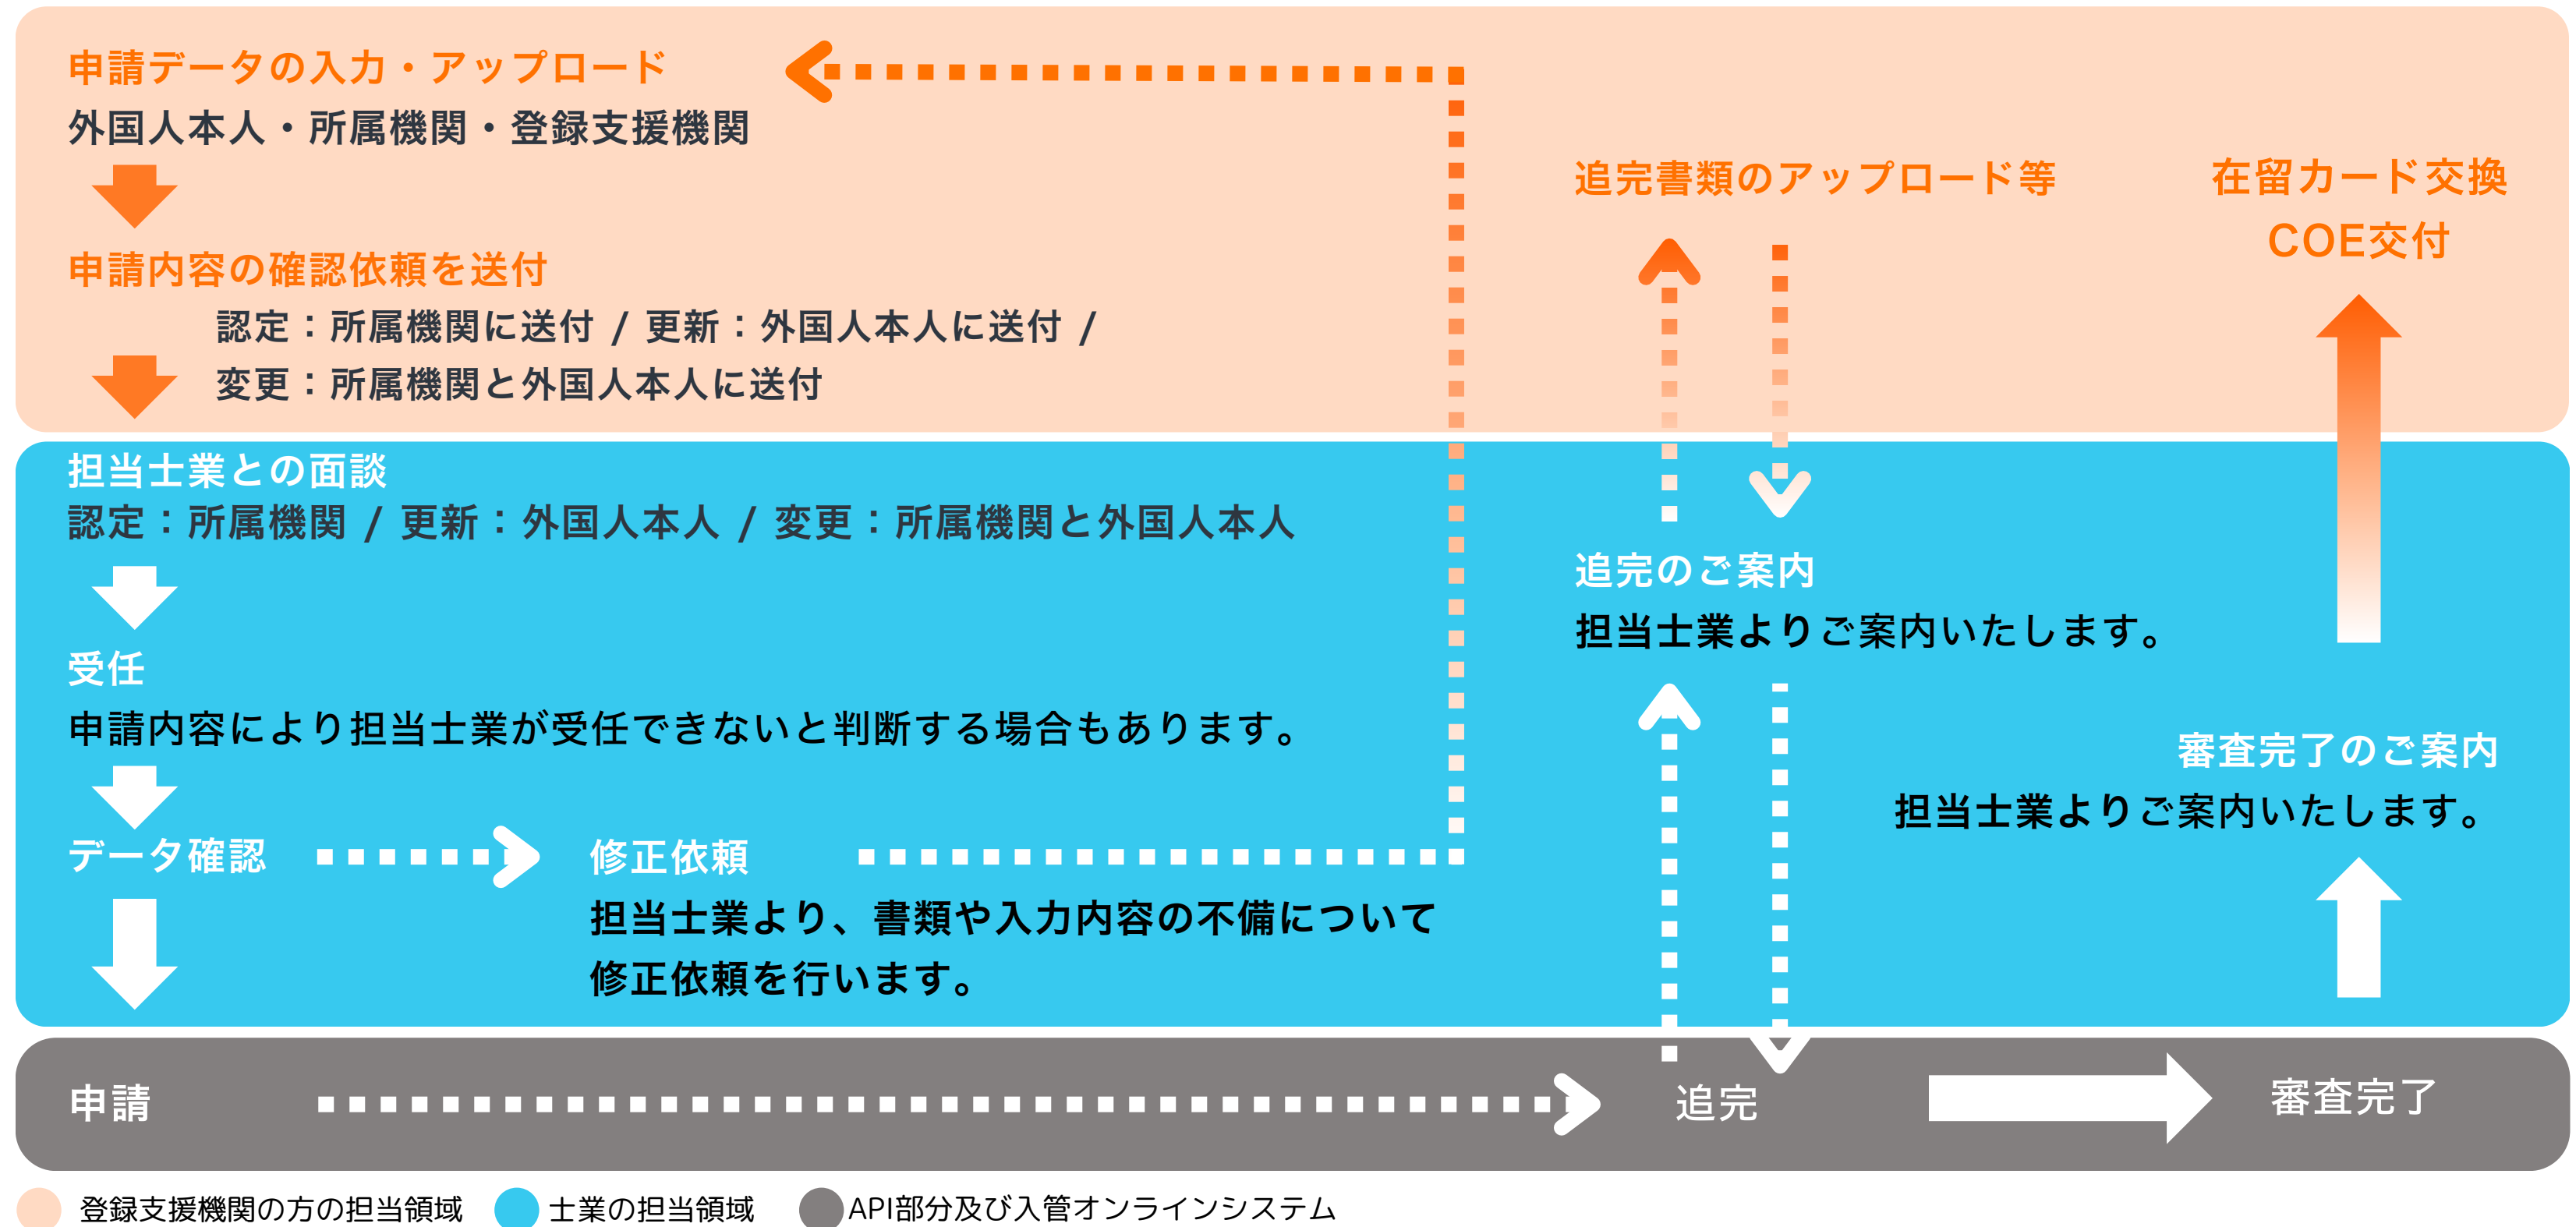 申請データの入力・アップロード
外国人本人・所属機関・登録支援機関
申請内容の確認依頼を送付
認定：所属機関に送付 / 更新：外国人本人に送付 /
変更：所属機関と外国人本人に送付
担当士業との面談
認定：所属機関 / 更新：外国人本人 / 変更：所属機関と外国人本人
受任
申請内容により担当士業が受任できないと判断する場合もあります。
データ確認
修正依頼
担当士業より、書類や入力内容の不備について
修正依頼を行います。
申請
追完書類のアップロード等
追完のご案内
担当士業よりご案内いたします。
追完
在留カード交換
COE交付
審査完了のご案内
担当士業よりご案内いたします。
審査完了
登録支援機関の方の担当領域
士業の担当領域
API部分及び入管オンラインシステム